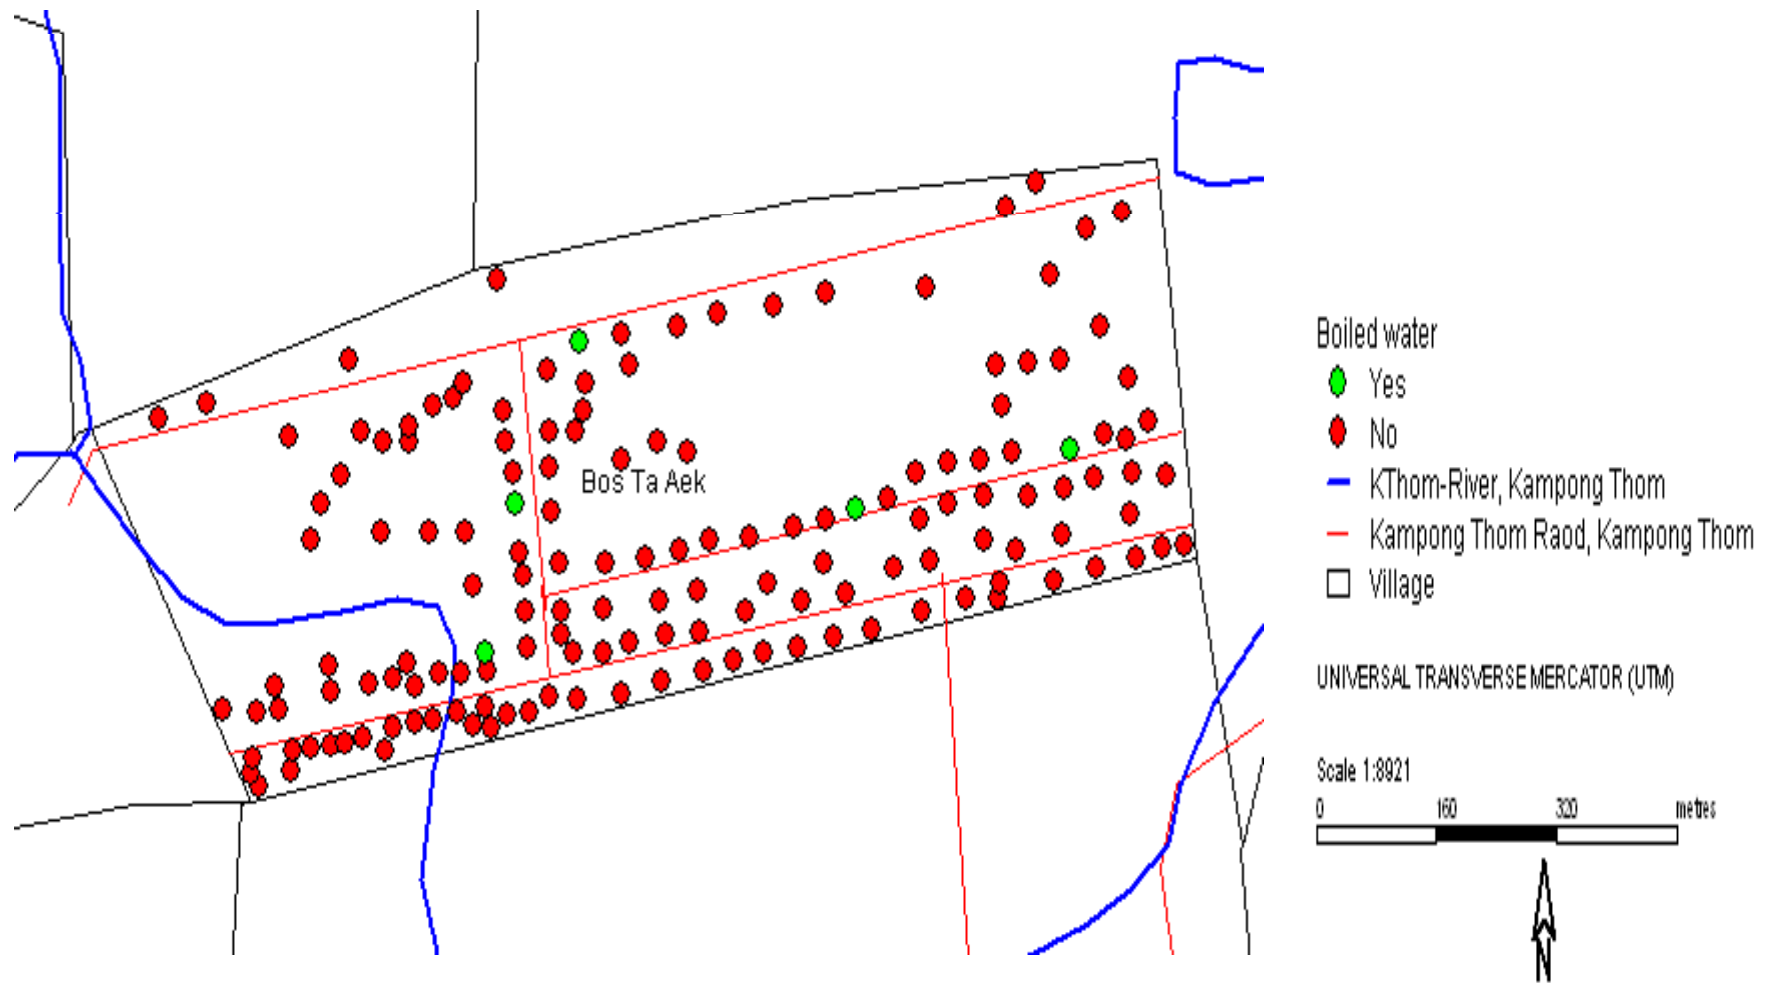 Bos Ta Aek
Boiled water
Yes
No
KThom-River, Kampong Thom
Kampong Thom Raod, Kampong Thom
Village
UNIVERSAL TRANSVERSE MERCATOR (UTM)
Scale 1:8921
0 160 320 metres
N